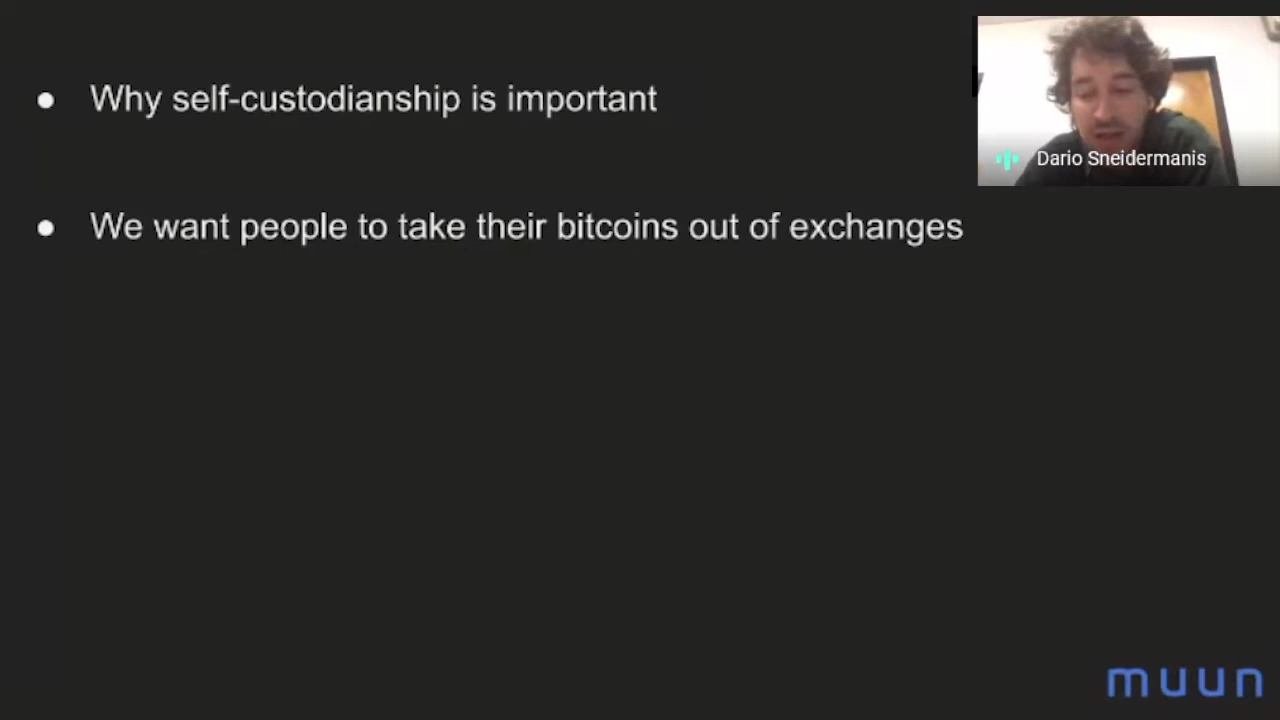 ● Why self-custodianship is important
Dario Sneidermanis
● We want people to take their bitcoins out of exchanges
muun